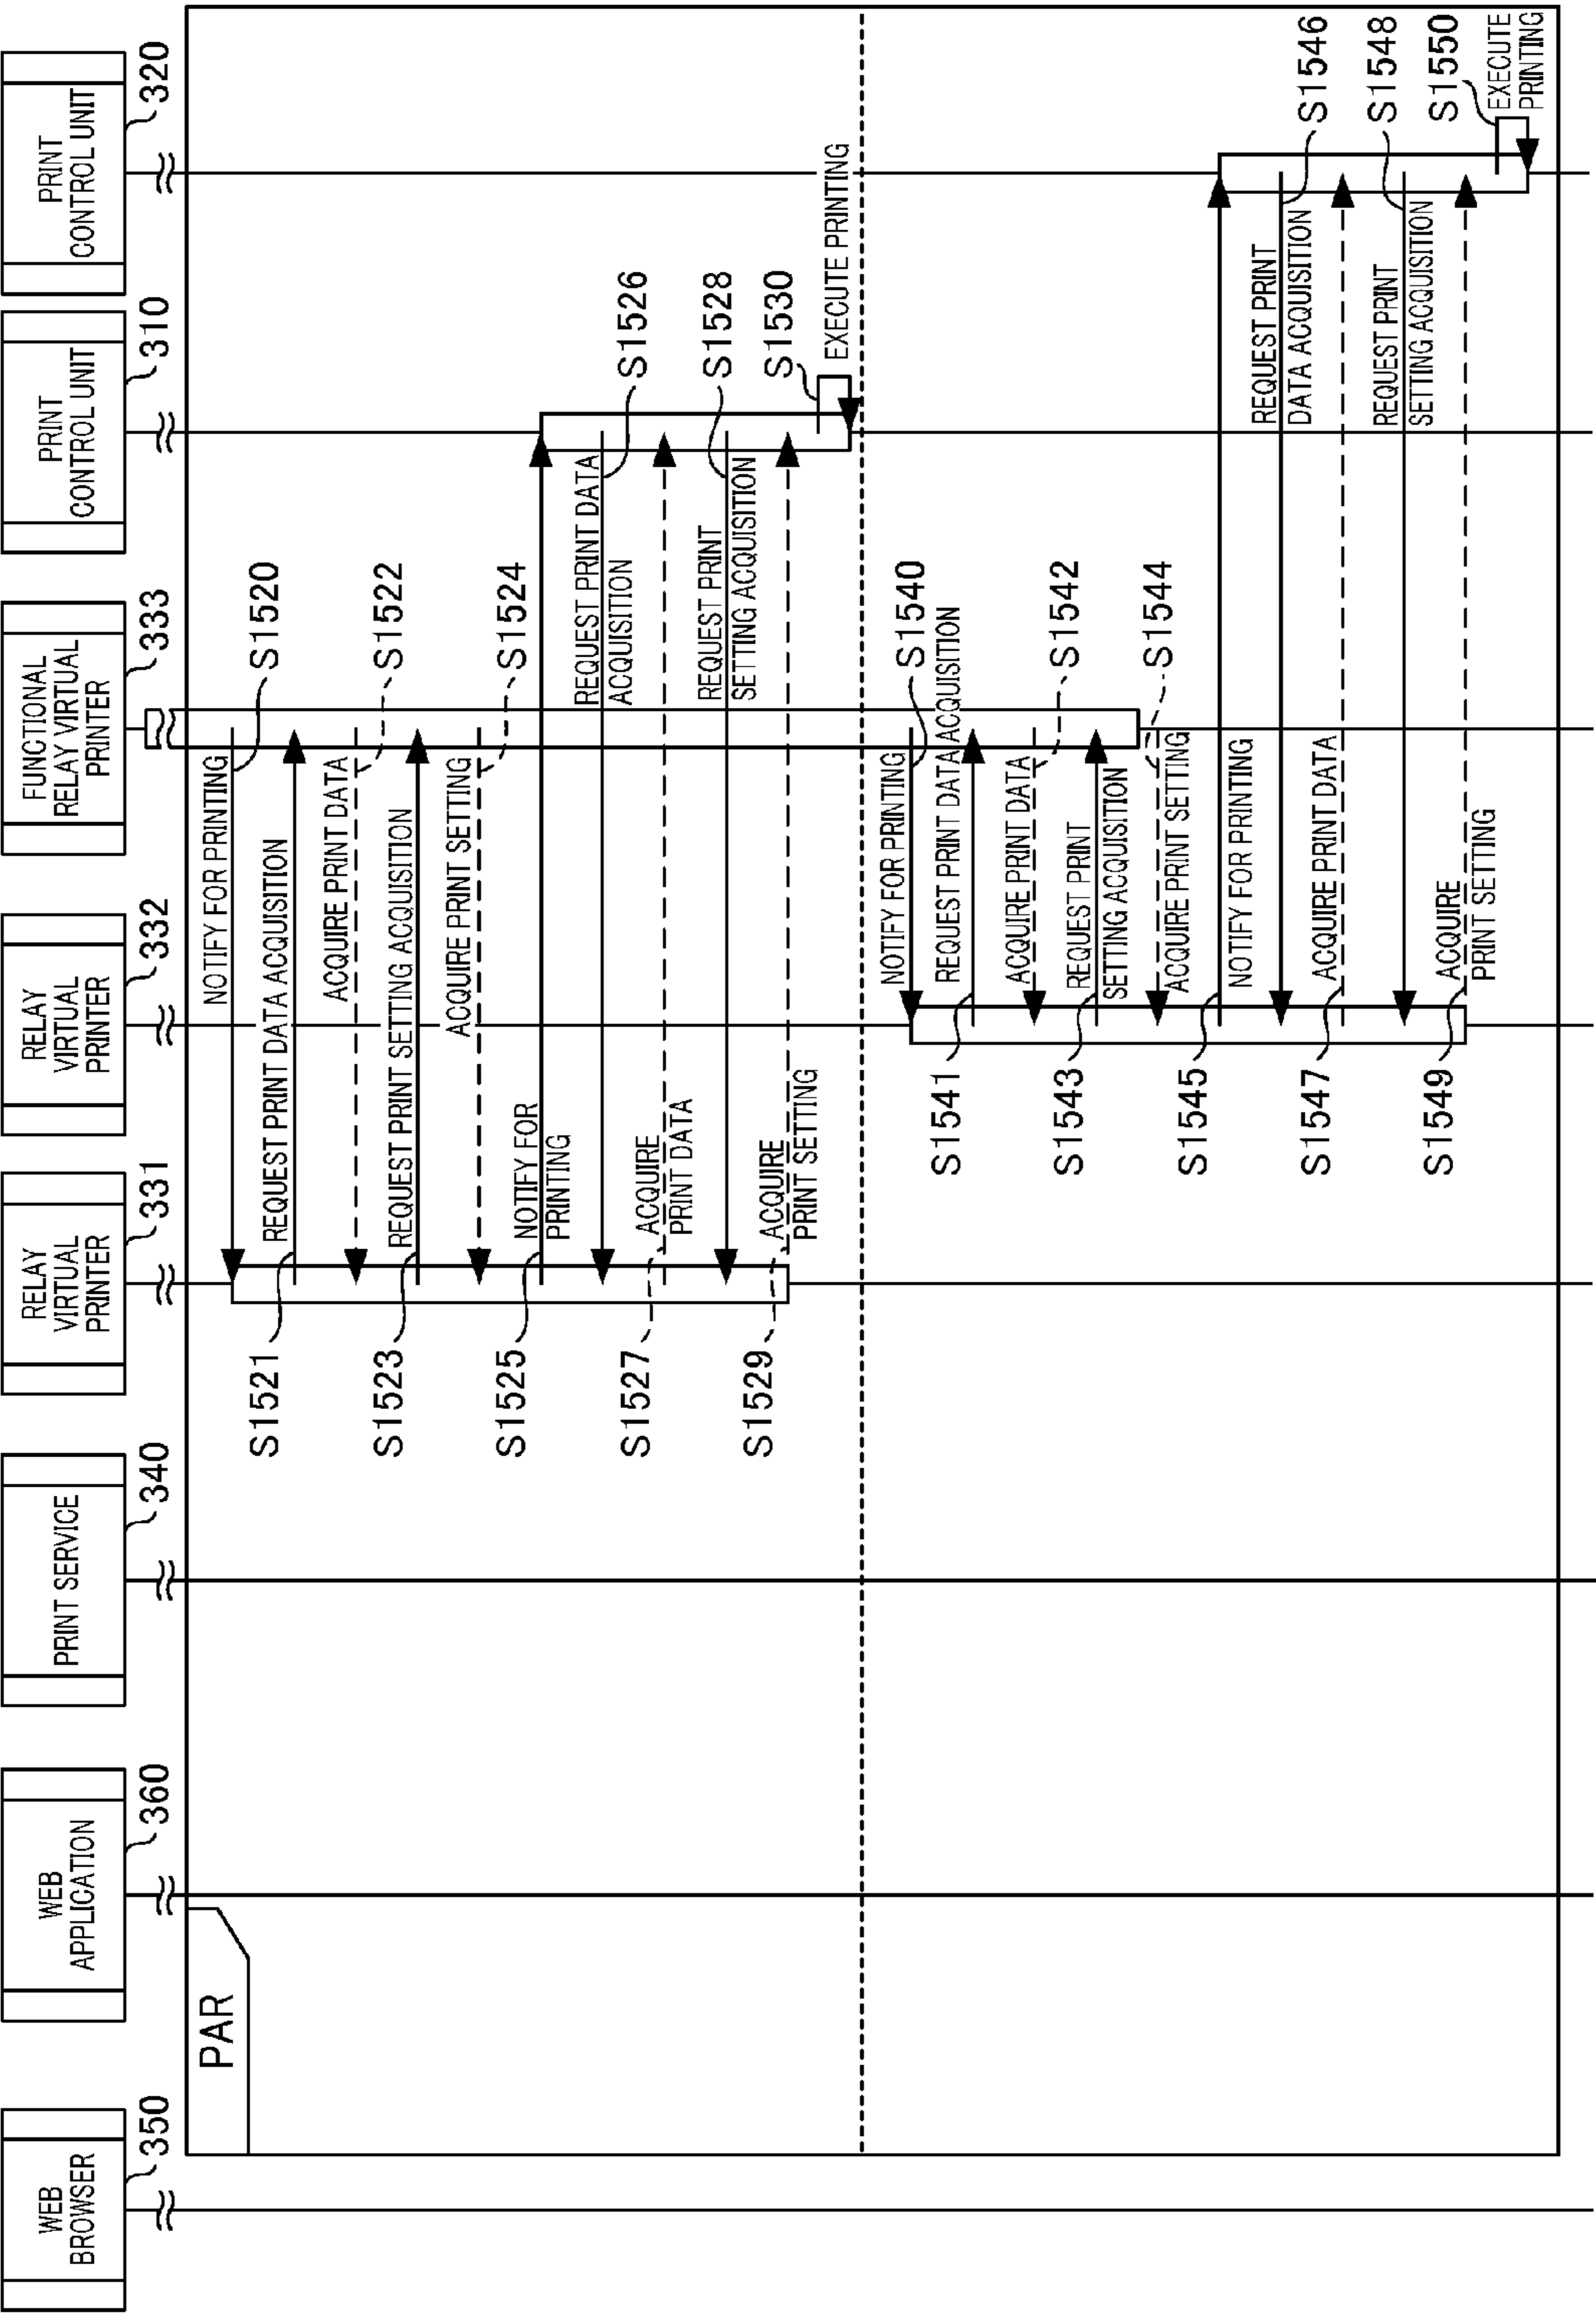 WEB
BROWSER
350
WEB
APPLICATION
360
PRINT SERVICE
340
RELAY
VIRTUAL
PRINTER
331
RELAY
VIRTUAL
PRINTER
332
FUNCTIONAL
RELAY VIRTUAL
PRINTER
333
PRINT
CONTROL UNIT
310
PRINT
CONTROL UNIT
320
PAR
NOTIFY FOR PRINTING
S1520
S1521
REQUEST PRINT DATA ACQUISITION
ACQUIRE PRINT DATA
S1522
S1523
REQUEST PRINT SETTING ACQUISITION
ACQUIRE PRINT SETTING
S1524
S1525
NOTIFY FOR
PRINTING
REQUEST PRINT DATA
ACQUISITION
S1526
S1527
ACQUIRE
PRINT DATA
REQUEST PRINT
SETTING ACQUISITION
S1528
S1529
ACQUIRE
PRINT SETTING
S1530
EXECUTE PRINTING
NOTIFY FOR PRINTING
S1540
S1541
REQUEST PRINT DATA ACQUISITION
ACQUIRE PRINT DATA
S1542
S1543
REQUEST PRINT
SETTING ACQUISITION
S1544
ACQUIRE PRINT SETTING
S1545
NOTIFY FOR PRINTING
REQUEST PRINT
DATA ACQUISITION
S1546
S1547
ACQUIRE PRINT DATA
REQUEST PRINT
SETTING ACQUISITION
S1548
S1549
ACQUIRE
PRINT SETTING
S1550
EXECUTE
PRINTING